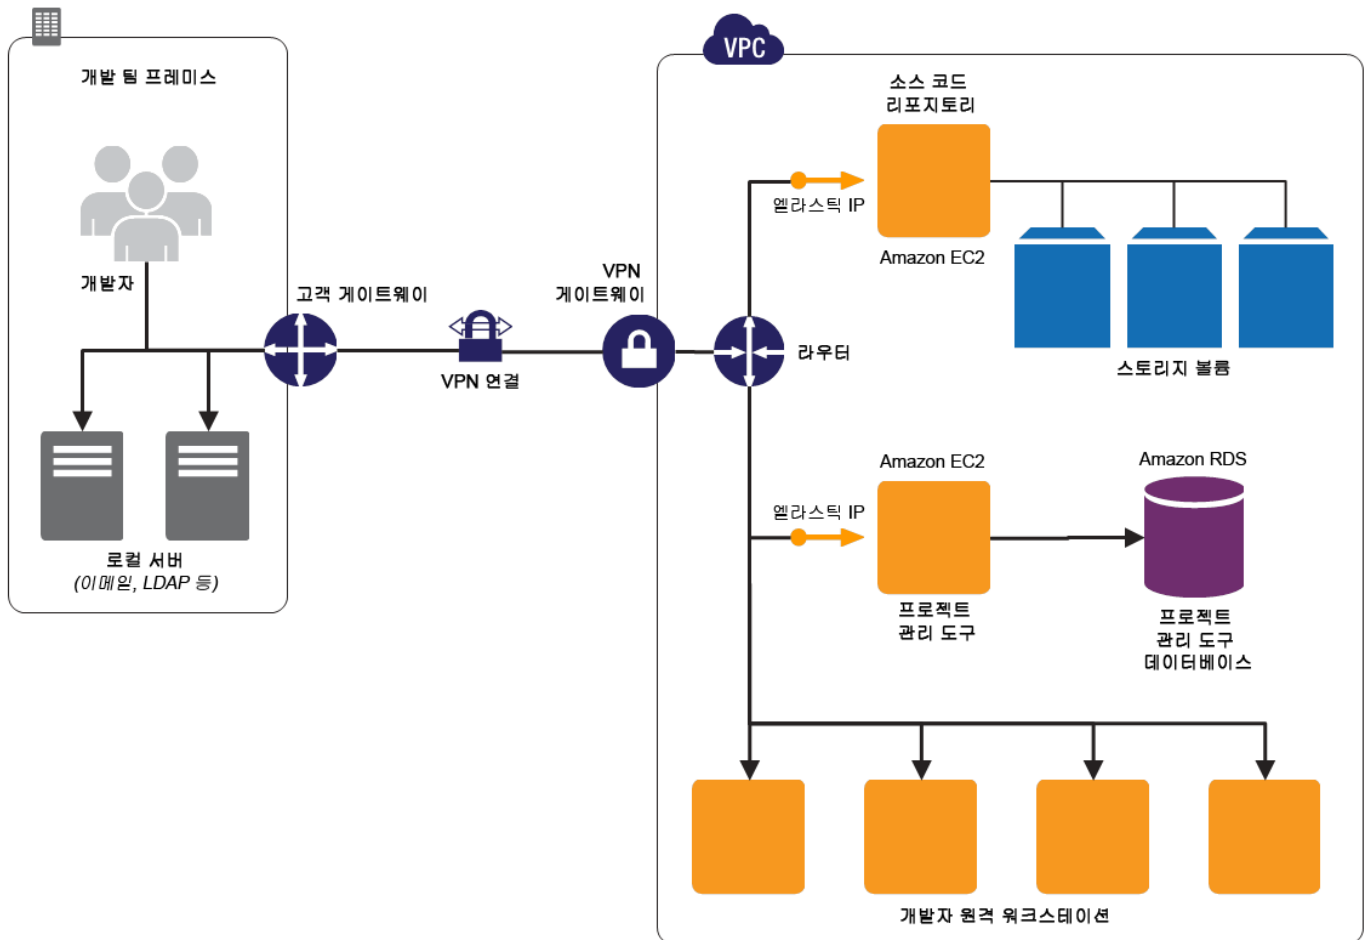 개발 팀 프레미스
개발자
로컬 서버
(이메일, LDAP 등)
고객 게이트웨이
VPN 연결
VPN
게이트웨이
VPC
라우터
소스 코드
리포지토리
엘라스틱 IP
Amazon EC2
스토리지 볼륨
Amazon EC2
엘라스틱 IP
프로젝트
관리 도구
Amazon RDS
프로젝트
관리 도구
데이터베이스
개발자 원격 워크스테이션